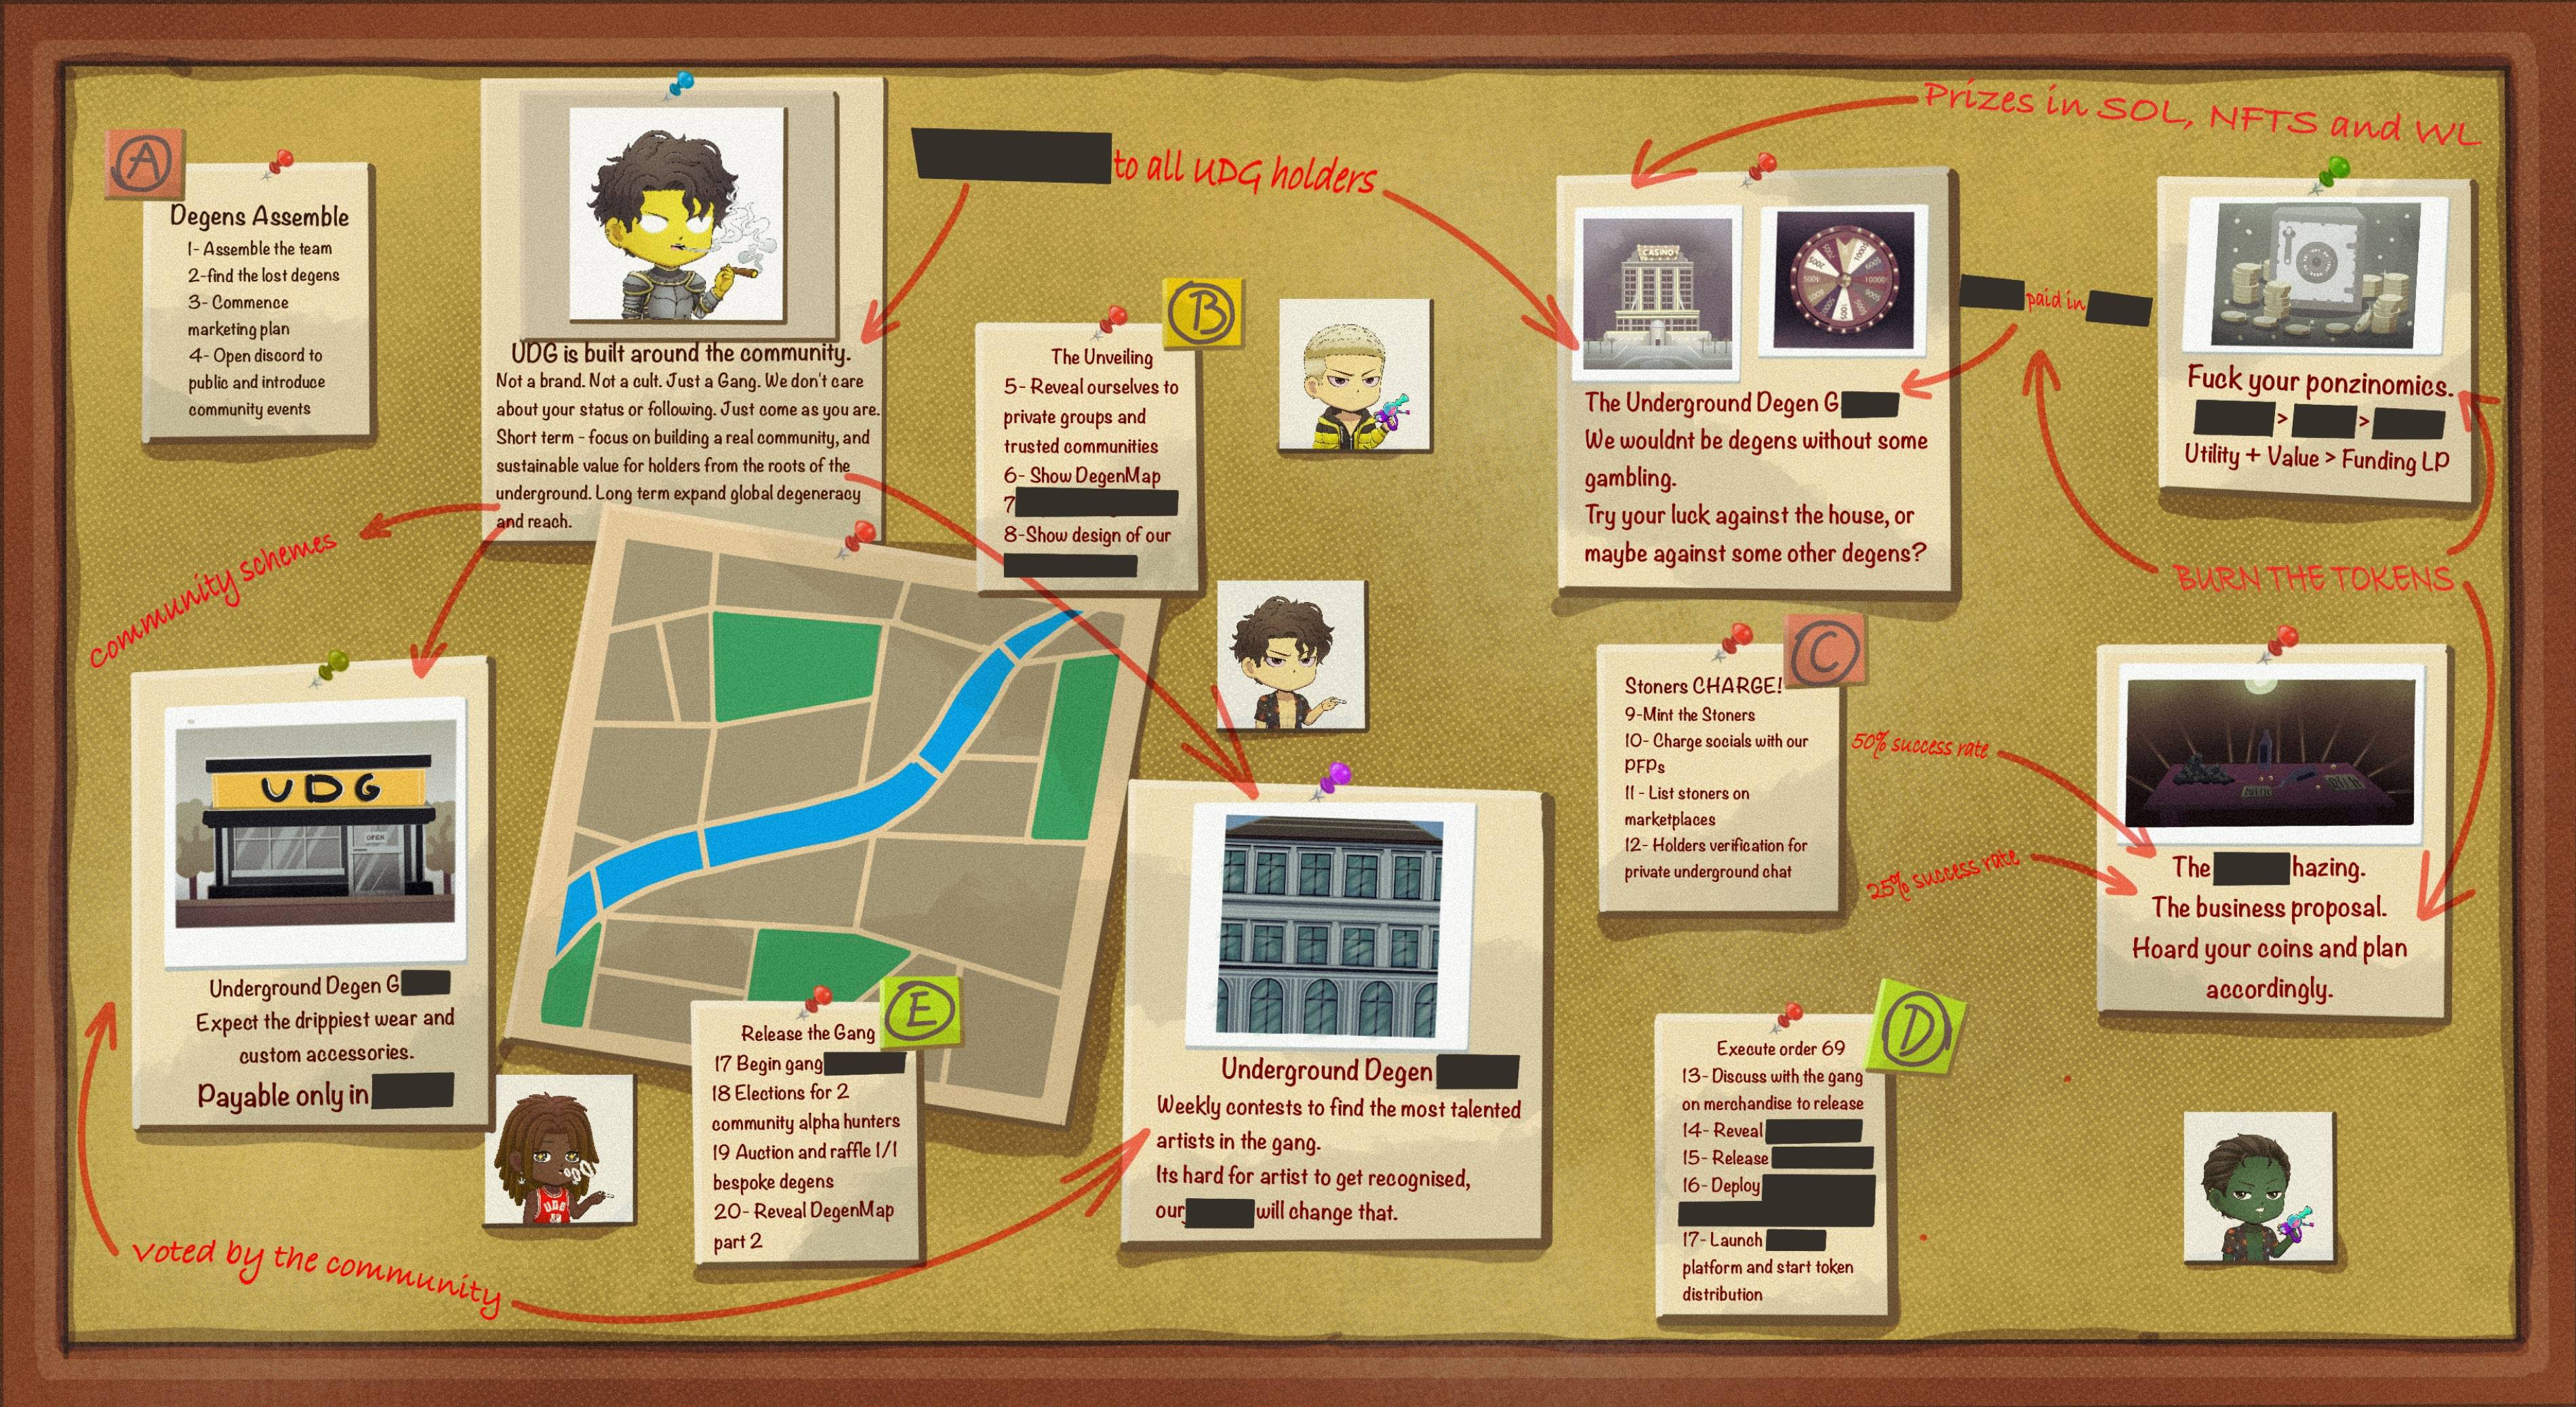 A
Degens Assemble
1- Assemble the team
2-find the lost degens
3- Commence
marketing plan
4- Open discord to
public and introduce
community events
UDG is built around the community.
Not a brand. Not a cult. Just a Gang. We don't care
about your status or following. Just come as you are.
Short term - focus on building a real community, and
sustainable value for holders from the roots of the
underground. Long term expand global degeneracy
and reach.
to all UDG holders
community schemes
B
The Unveiling
5- Reveal ourselves to
private groups and
trusted communities
6- Show DegenMap
7
8-Show design of our
Prizes in SOL, NFTS and WL
CASINO
The Underground Degen G
We wouldnt be degens without some
gambling.
Try your luck against the house, or
maybe against some other degens?
paid in
Fuck your ponzinomics.
> >
Utility + Value > Funding LP
BURN THE TOKENS
C
Stoners CHARGE!
9-Mint the Stoners
10- Charge socials with our
PFPs
11 - List stoners on
marketplaces
12- Holders verification for
private underground chat
50% success rate
25% success rate
The hazing.
The business proposal.
Hoard your coins and plan
accordingly.
UDG
OPEN
Underground Degen G
Expect the drippiest wear and
custom accessories.
Payable only in
voted by the community
UDG
E
Release the Gang
17 Begin gang
18 Elections for 2
community alpha hunters
19 Auction and raffle 1/1
bespoke degens
20- Reveal DegenMap
part 2
Underground Degen
Weekly contests to find the most talented
artists in the gang.
Its hard for artist to get recognised,
our will change that.
D
Execute order 69
13- Discuss with the gang
on merchandise to release
14- Reveal
15- Release
16- Deploy
17- Launch
platform and start token
distribution